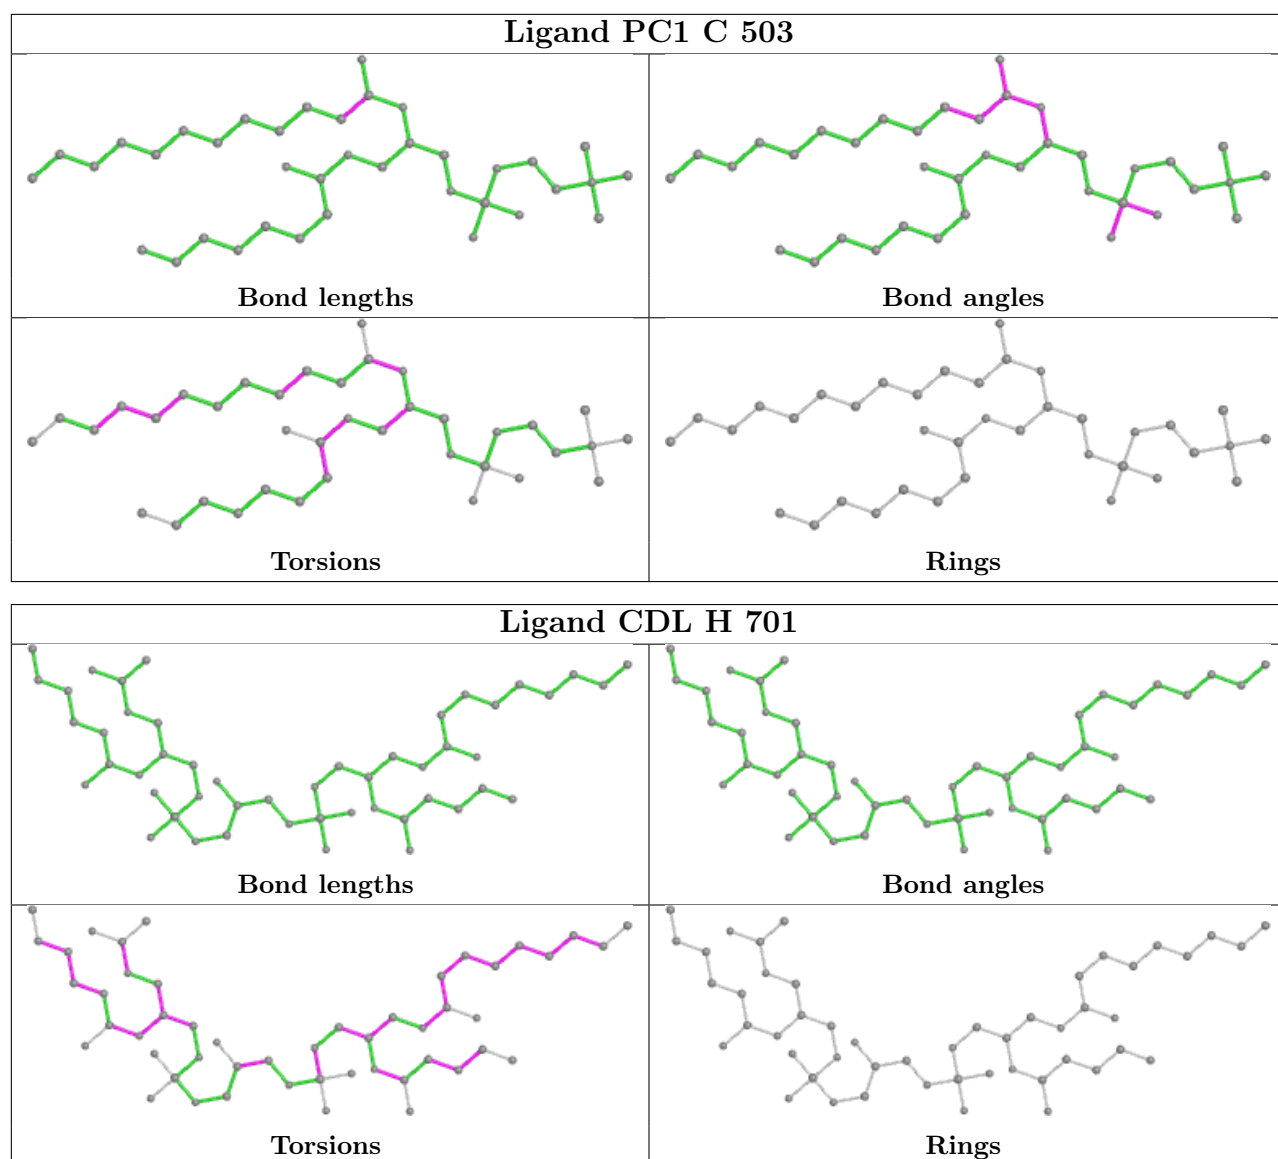 Ligand PC1 C 503
Bond lengths
Bond angles
Torsions
Rings
Ligand CDL H 701
Bond lengths
Bond angles
Torsions
Rings